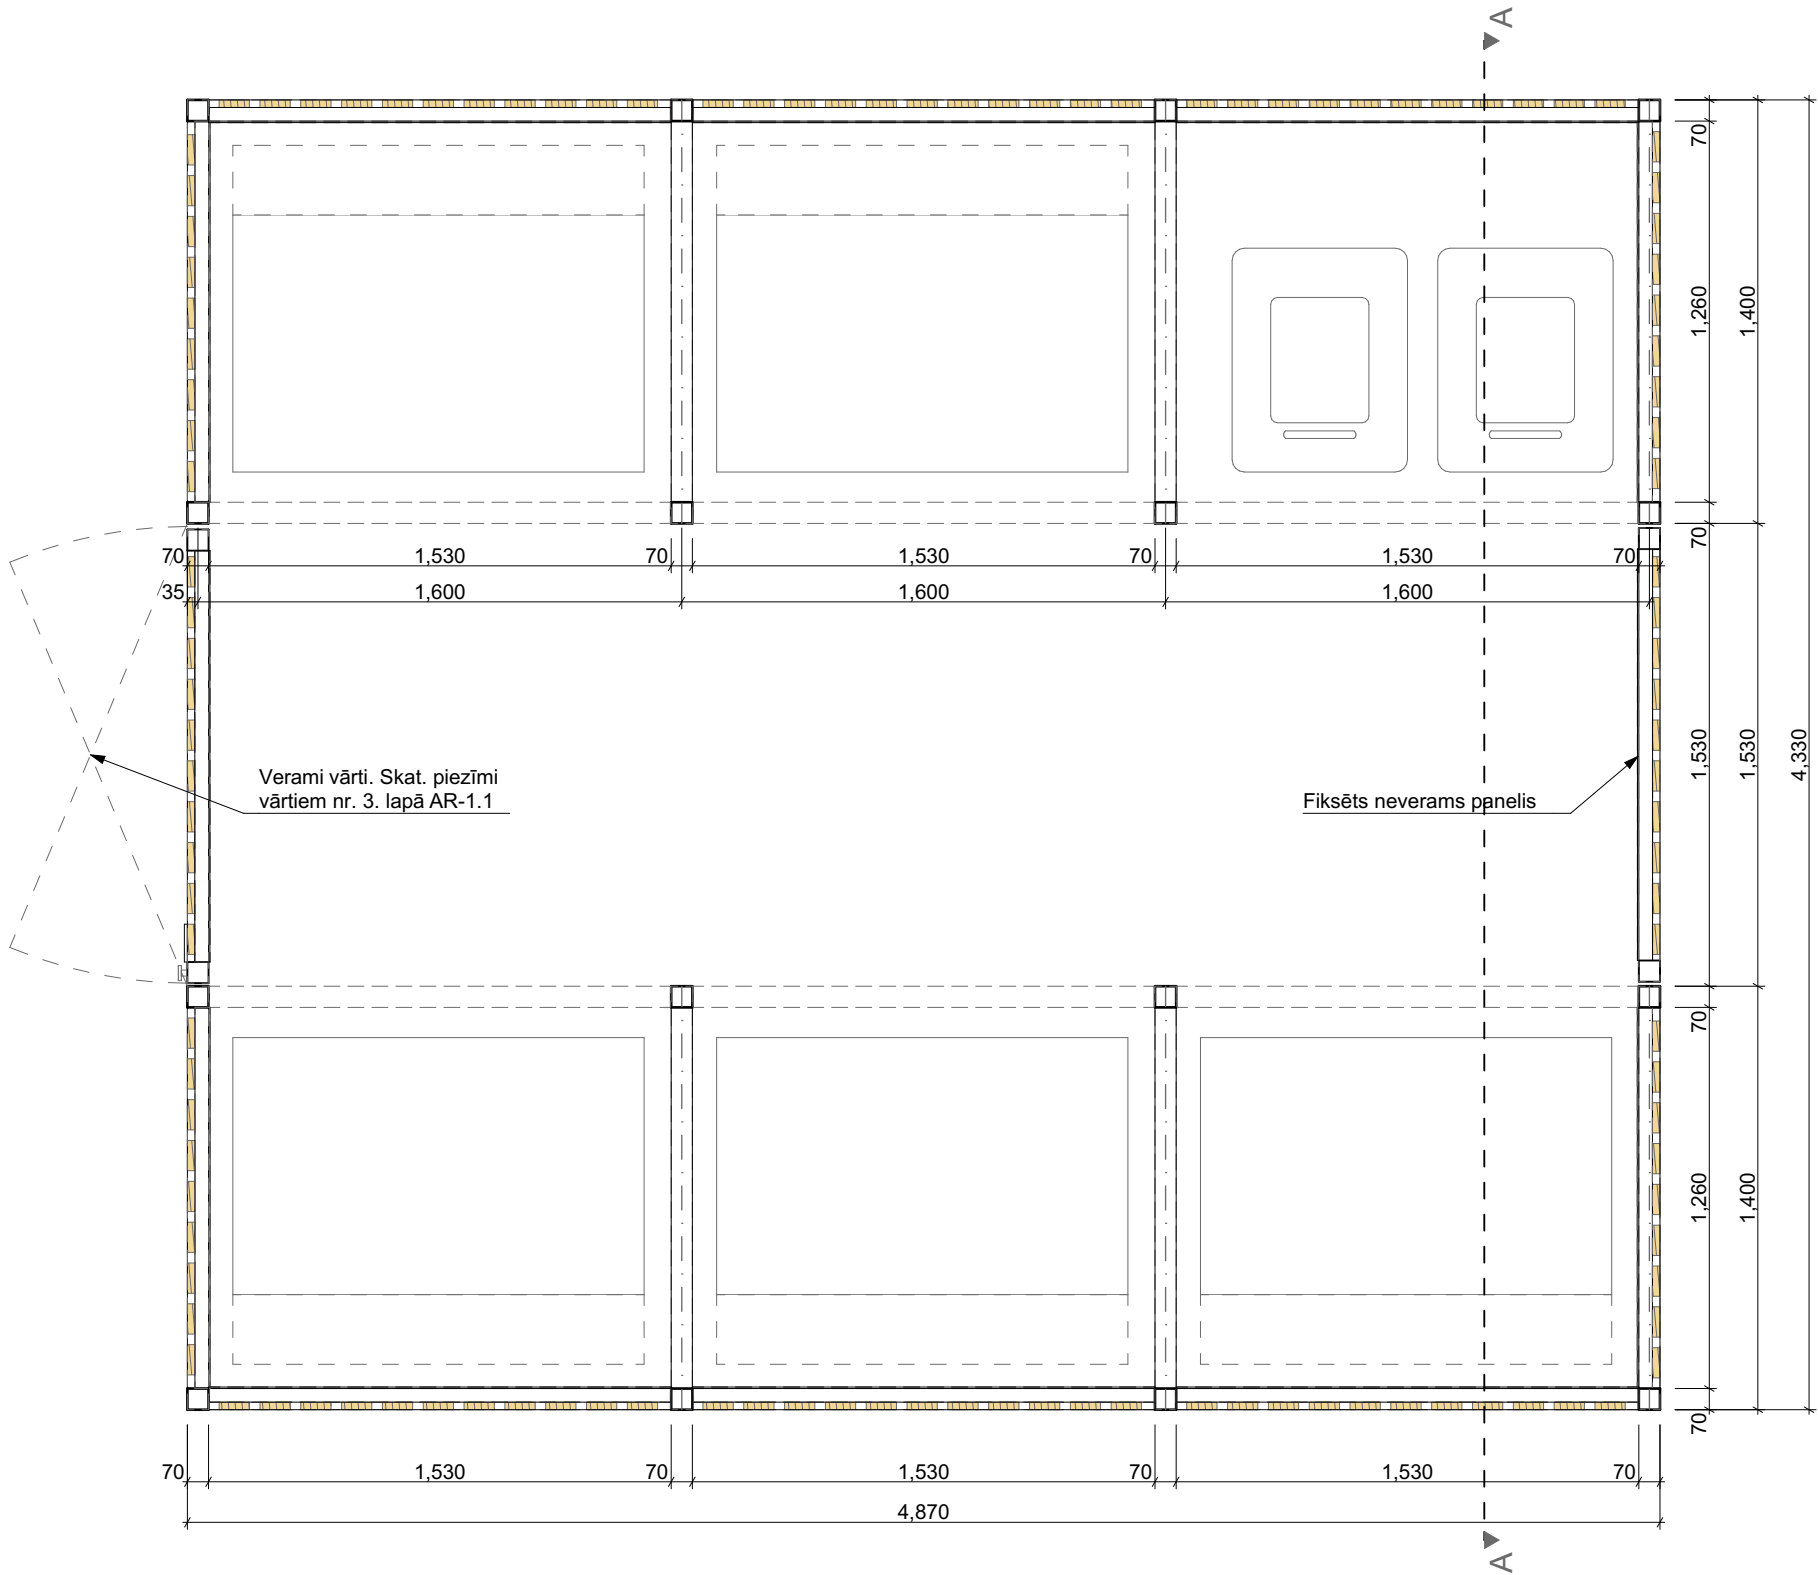 A
70
1,260
1,400
70
70 1,530 70 1,530 70 1,530 70
35 1,600 1,600 1,600
1,530
1,530
4,330
Verami vārti. Skat. piezīmi
vārtiem nr. 3. lapā AR-1.1
Fiksēts neverams panelis
70
1,260
1,400
70
70 1,530 70 1,530 70 1,530 70
4,870
A